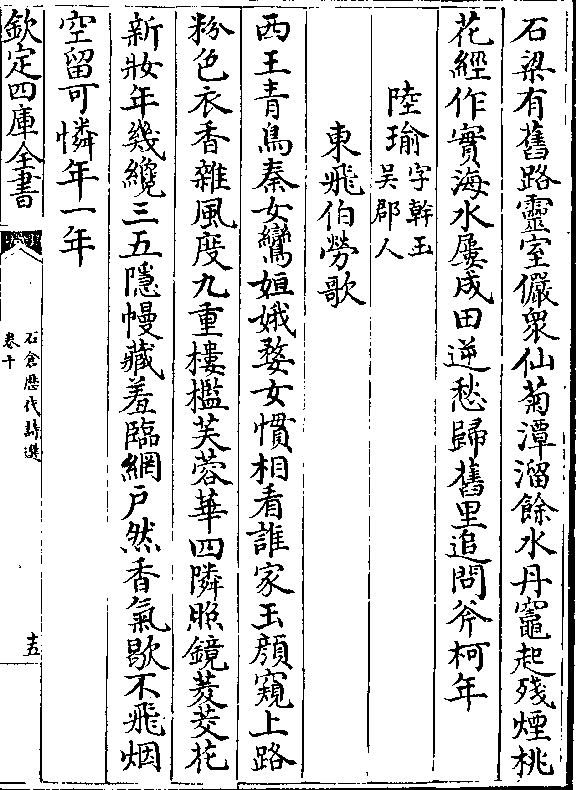 石梁有舊路靈室儼衆仙菊潭溜餘水丹竈起殘煙桃
花經作實海水屢成田逆愁歸舊里追問斧柯年
陸瑜字幹玉
吳郡人
東飛伯勞歌
西王青鳥秦女鸞姮娥婺女慣相看誰家玉顔窺上路
粉色衣香雜風度九重樓檻芙蓉華四隣照鏡菱茭花
新妝年幾纔三五隱幔藏羞臨網戶然香氣歇不飛烟
空留可憐年一年
欽定四庫全書
石倉歴代詩選
卷十
十五